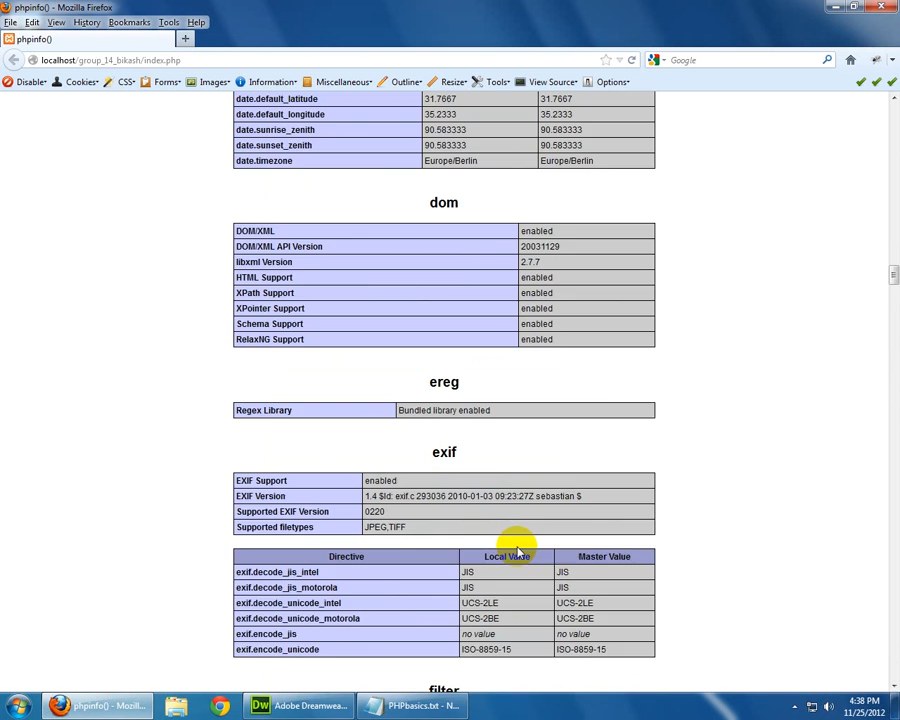 phpinfo() - Mozilla Firefox
File Edit View History Bookmarks Tools Help
phpinfo()
localhost/group_14_bikash/index.php
Google
Disable Cookies CSS Forms Images Information Miscellaneous Outline Resize Tools View Source Options
date.default_latitude 31.7667 31.7667
date.default_longitude 35.2333 35.2333
date.sunrise_zenith 90.583333 90.583333
date.sunset_zenith 90.583333 90.583333
date.timezone Europe/Berlin Europe/Berlin
dom
DOM/XML enabled
DOM/XML API Version 20031129
libxml Version 2.7.7
HTML Support enabled
XPath Support enabled
XPointer Support enabled
Schema Support enabled
RelaxNG Support enabled
ereg
Regex Library Bundled library enabled
exif
EXIF Support enabled
EXIF Version 1.4 $Id: exif.c 293036 2010-01-03 09:23:27Z sebastian $
Supported EXIF Version 0220
Supported filetypes JPEG,TIFF
Directive Local Value Master Value
exif.decode_jis_intel JIS JIS
exif.decode_jis_motorola JIS JIS
exif.decode_unicode_intel UCS-2LE UCS-2LE
exif.decode_unicode_motorola UCS-2BE UCS-2BE
exif.encode_jis no value no value
exif.encode_unicode ISO-8859-15 ISO-8859-15
filter
phpinfo() - Mozill... Dw Adobe Dreamwea... PHPbasics.txt - N...
4:38 PM
11/25/2012